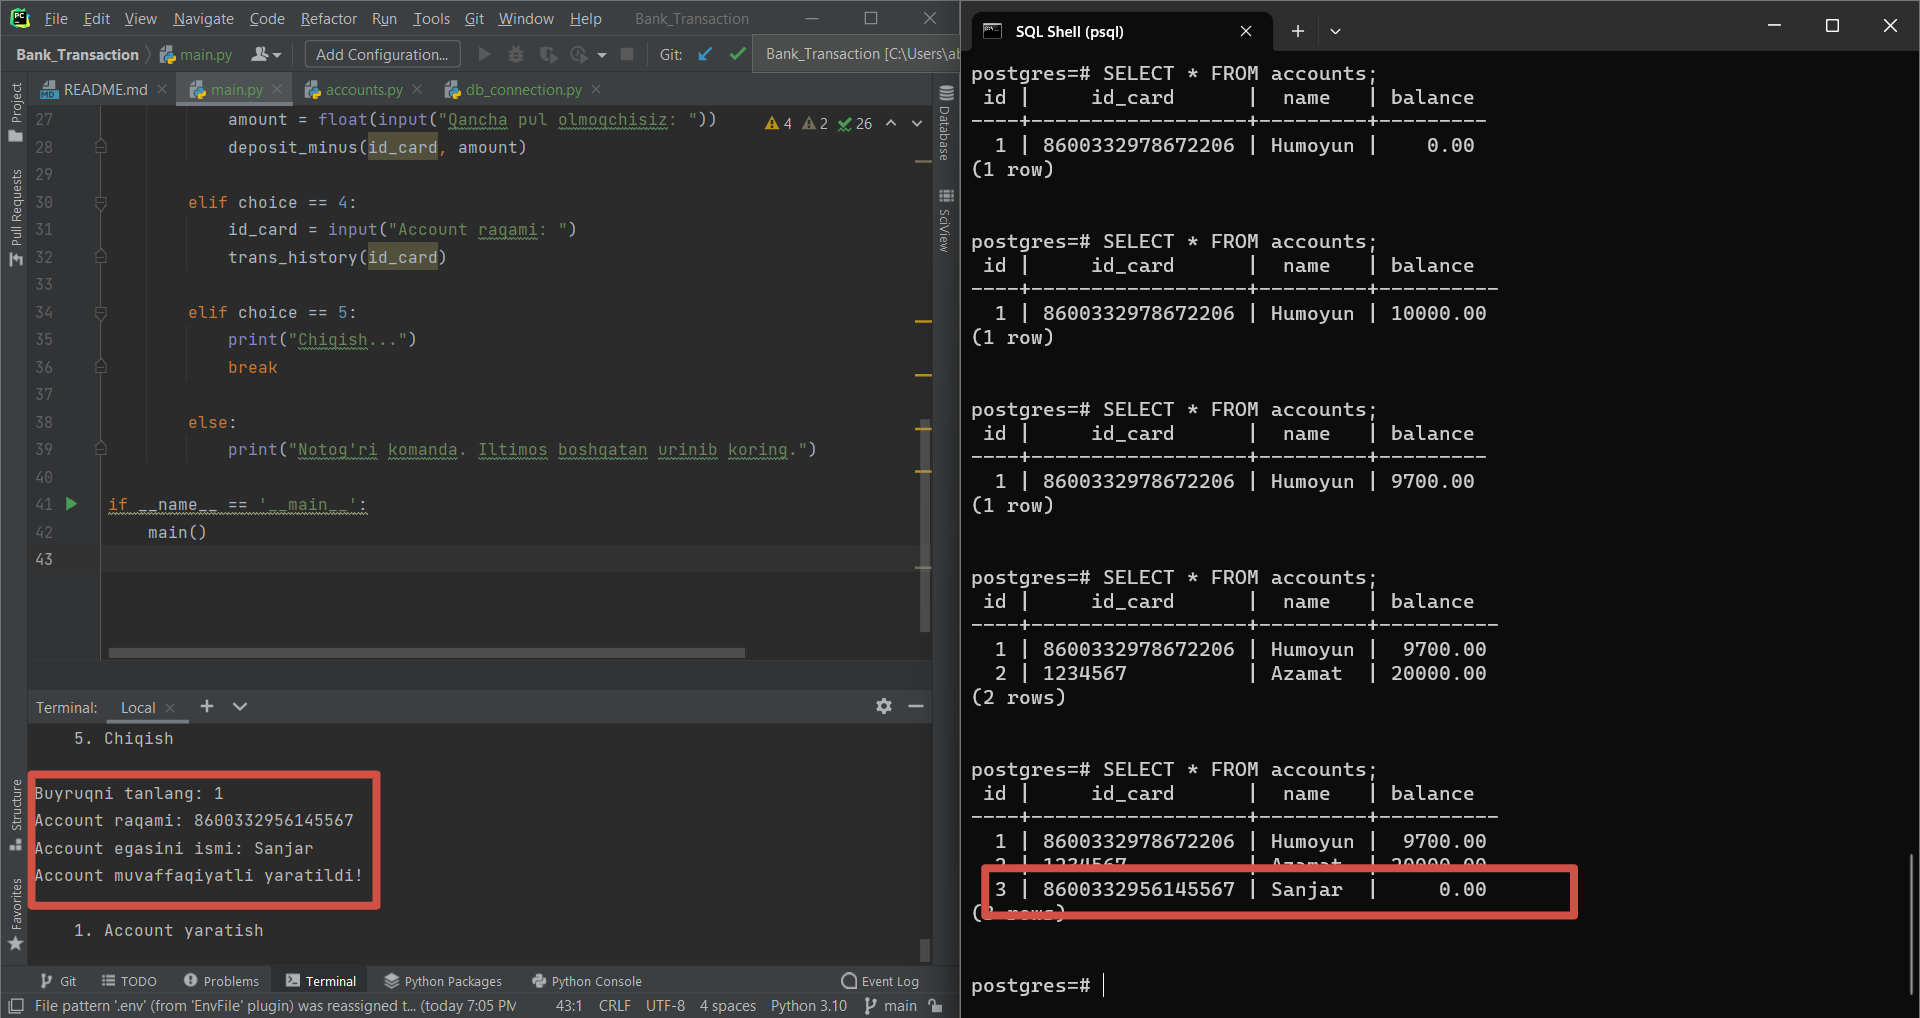 PC File Edit View Navigate Code Refactor Run Tools Git Window Help Bank_Transaction
Bank_Transaction main.py Add Configuration... Git: Bank_Transaction [C:\Users\ab
README.md main.py accounts.py db_connection.py
Project
Pull Requests
Structure
Favorites
27 amount = float(input("Qancha pul olmoqchisiz: "))
4 2 26
28 deposit_minus(id_card, amount)
29
30 elif choice == 4:
31 id_card = input("Account raqami: ")
32 trans_history(id_card)
33
34 elif choice == 5:
35 print("Chiqish...")
36 break
37
38 else:
39 print("Notog'ri komanda. Iltimos boshqatan urinib koring.")
40
41 if __name__ == '__main__':
42 main()
43
Database
SciView
Terminal: Local
5. Chiqish
Buyruqni tanlang: 1
Account raqami: 8600332956145567
Account egasini ismi: Sanjar
Account muvaffaqiyatli yaratildi!
1. Account yaratish
Git TODO Problems Terminal Python Packages Python Console Event Log
File pattern '.env' (from 'EnvFile' plugin) was reassigned t... (today 7:05 PM) 43:1 CRLF UTF-8 4 spaces Python 3.10 main
SQL Shell (psql)
postgres=# SELECT * FROM accounts;
id | id_card | name | balance
----+------------------+---------+---------
1 | 8600332978672206 | Humoyun | 0.00
(1 row)
postgres=# SELECT * FROM accounts;
id | id_card | name | balance
----+------------------+---------+----------
1 | 8600332978672206 | Humoyun | 10000.00
(1 row)
postgres=# SELECT * FROM accounts;
id | id_card | name | balance
----+------------------+---------+---------
1 | 8600332978672206 | Humoyun | 9700.00
(1 row)
postgres=# SELECT * FROM accounts;
id | id_card | name | balance
----+------------------+---------+----------
1 | 8600332978672206 | Humoyun | 9700.00
2 | 1234567 | Azamat | 20000.00
(2 rows)
postgres=# SELECT * FROM accounts;
id | id_card | name | balance
----+------------------+---------+----------
1 | 8600332978672206 | Humoyun | 9700.00
2 | 1234567 | Azamat | 20000.00
3 | 8600332956145567 | Sanjar | 0.00
(3 rows)
postgres=#